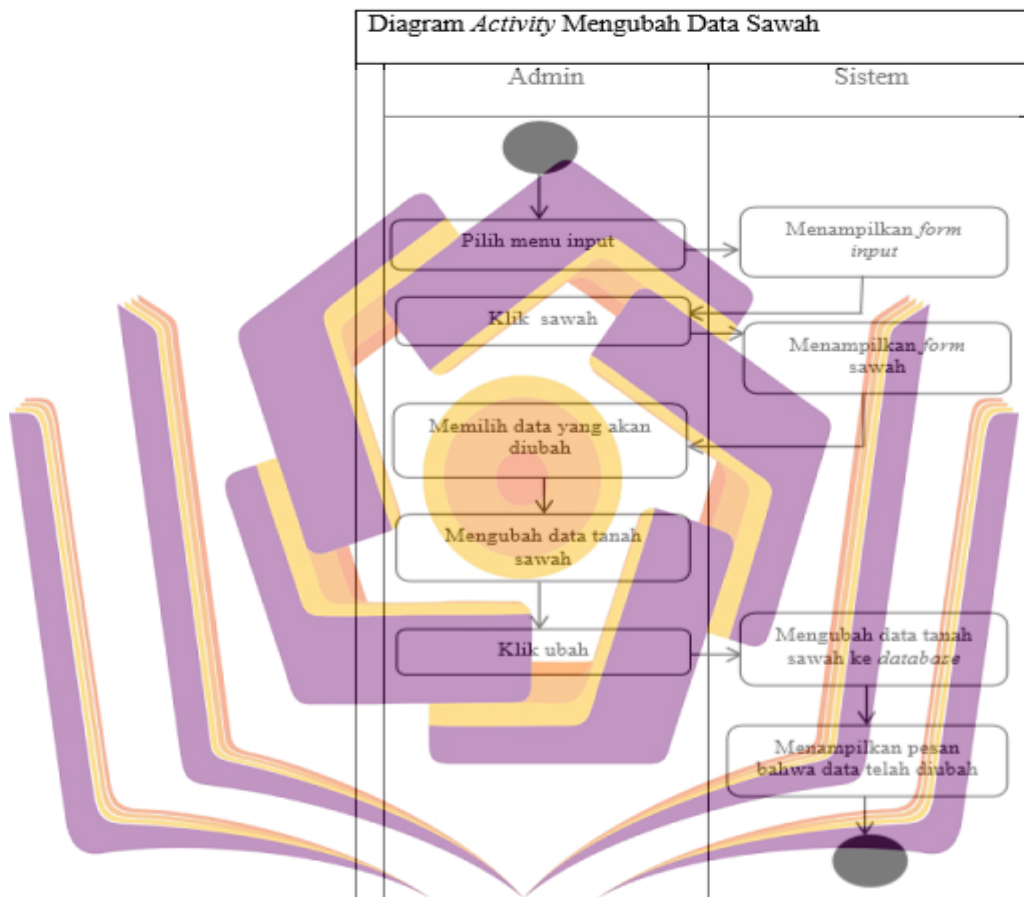 Diagram Activity Mengubah Data Sawah
Admin
Sistem
Pilih menu input
Menampilkan form
input
Klik sawah
Menampilkan form
sawah
Memilih data yang akan
diubah
Mengubah data tanah
sawah
Klik ubah
Mengubah data tanah
sawah ke database
Menampilkan pesan
bahwa data telah diubah